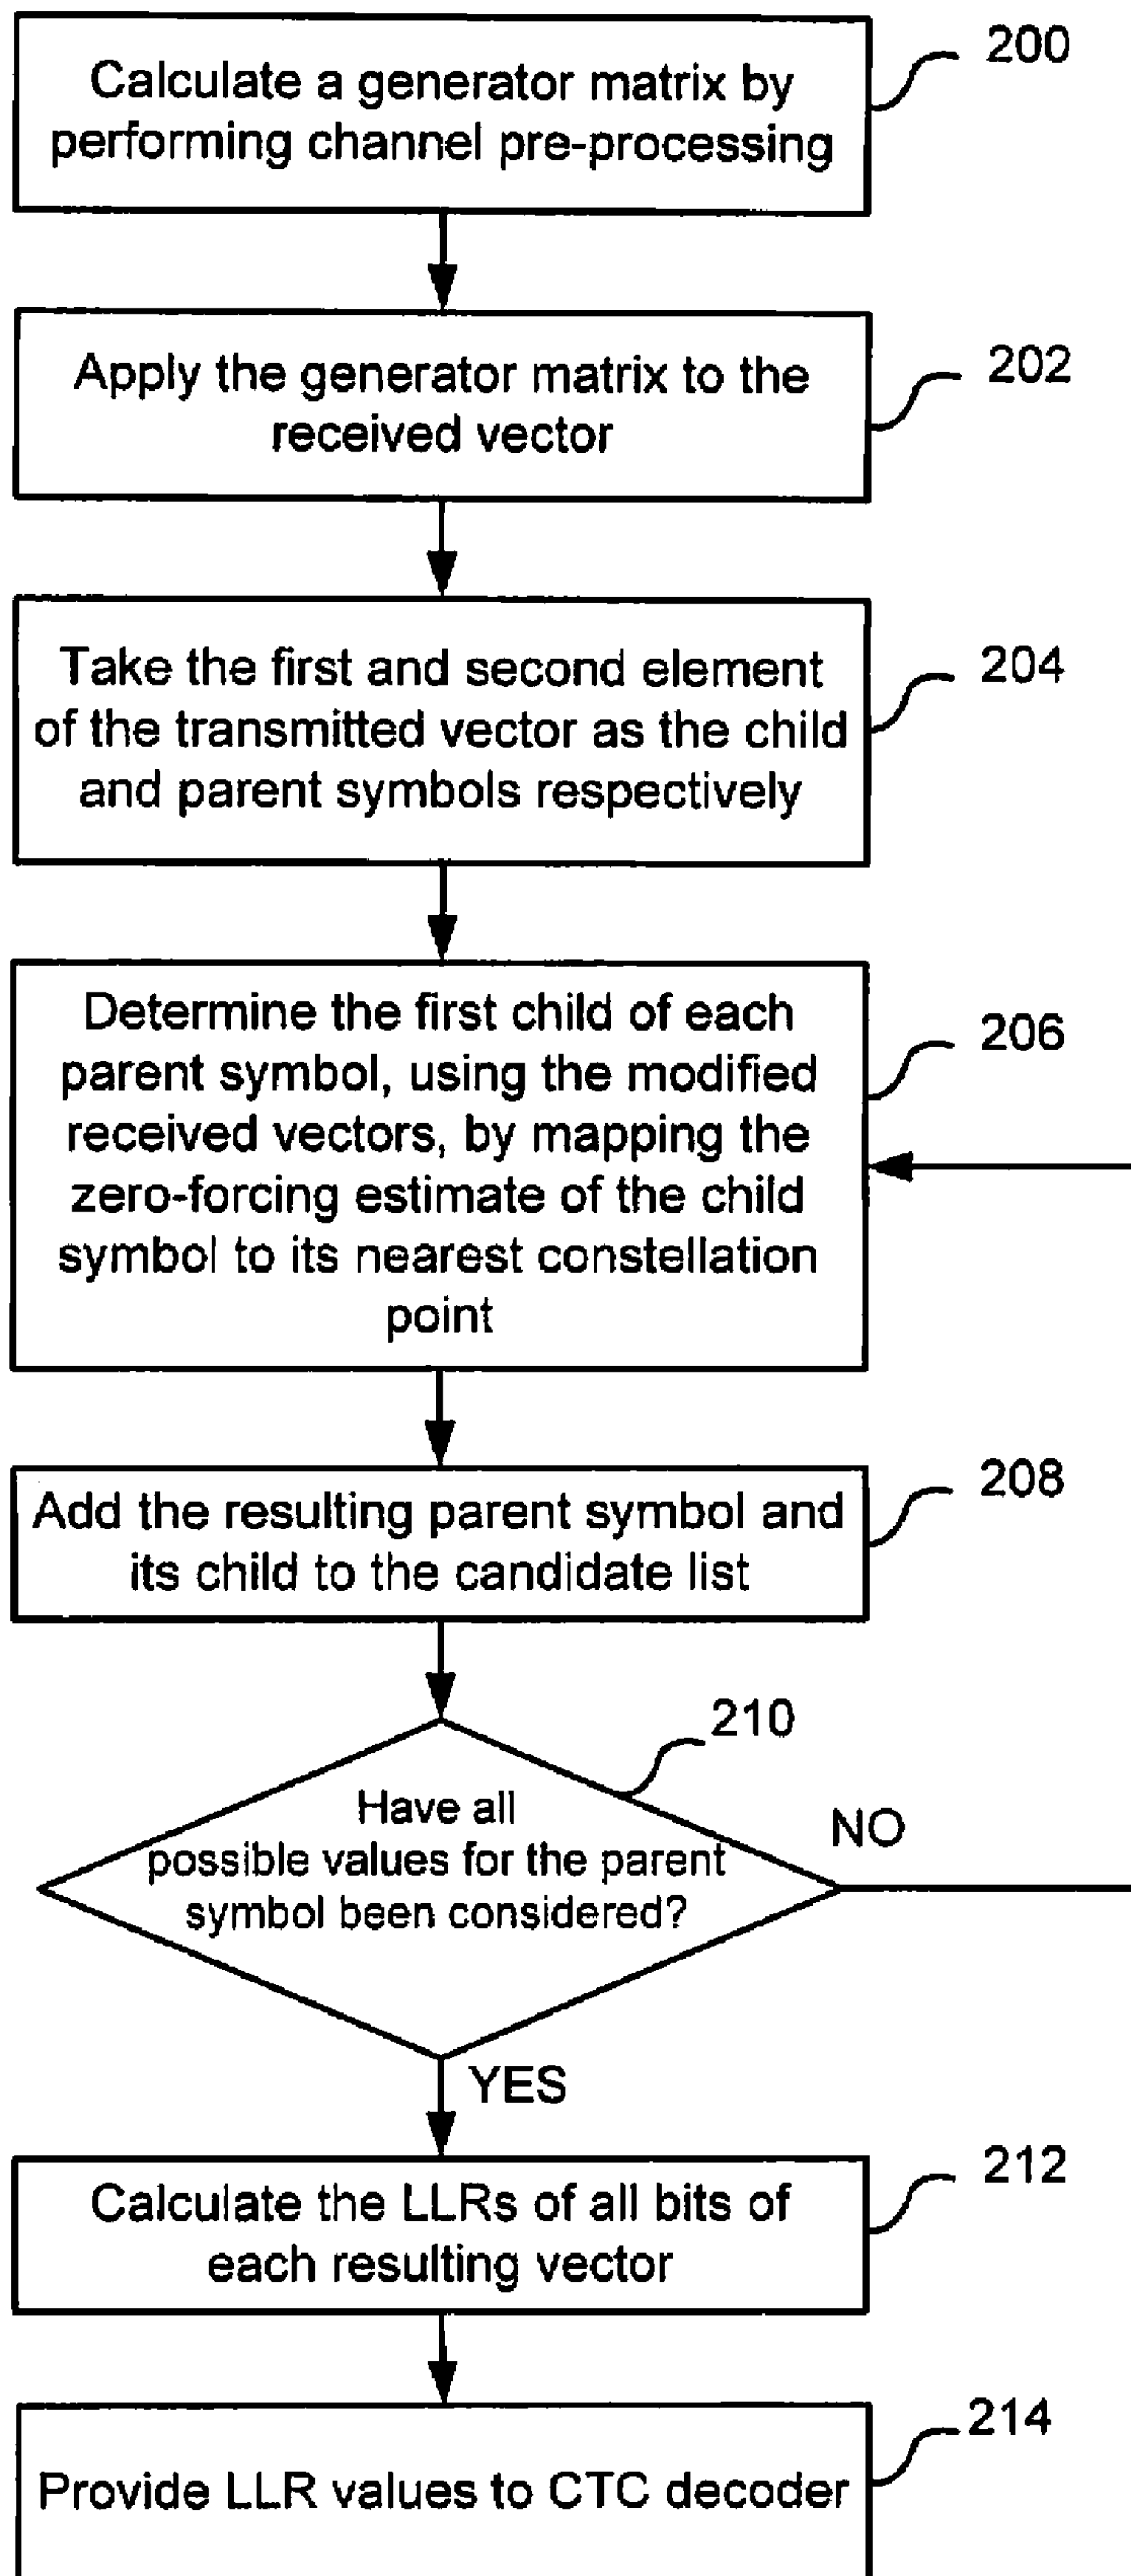 Calculate a generator matrix by
performing channel pre-processing
200
Apply the generator matrix to the
received vector
202
Take the first and second element
of the transmitted vector as the child
and parent symbols respectively
204
Determine the first child of each
parent symbol, using the modified
received vectors, by mapping the
zero-forcing estimate of the child
symbol to its nearest constellation
point
206
Add the resulting parent symbol and
its child to the candidate list
208
210
Have all
possible values for the parent
symbol been considered?
NO
YES
Calculate the LLRs of all bits of
each resulting vector
212
Provide LLR values to CTC decoder
214